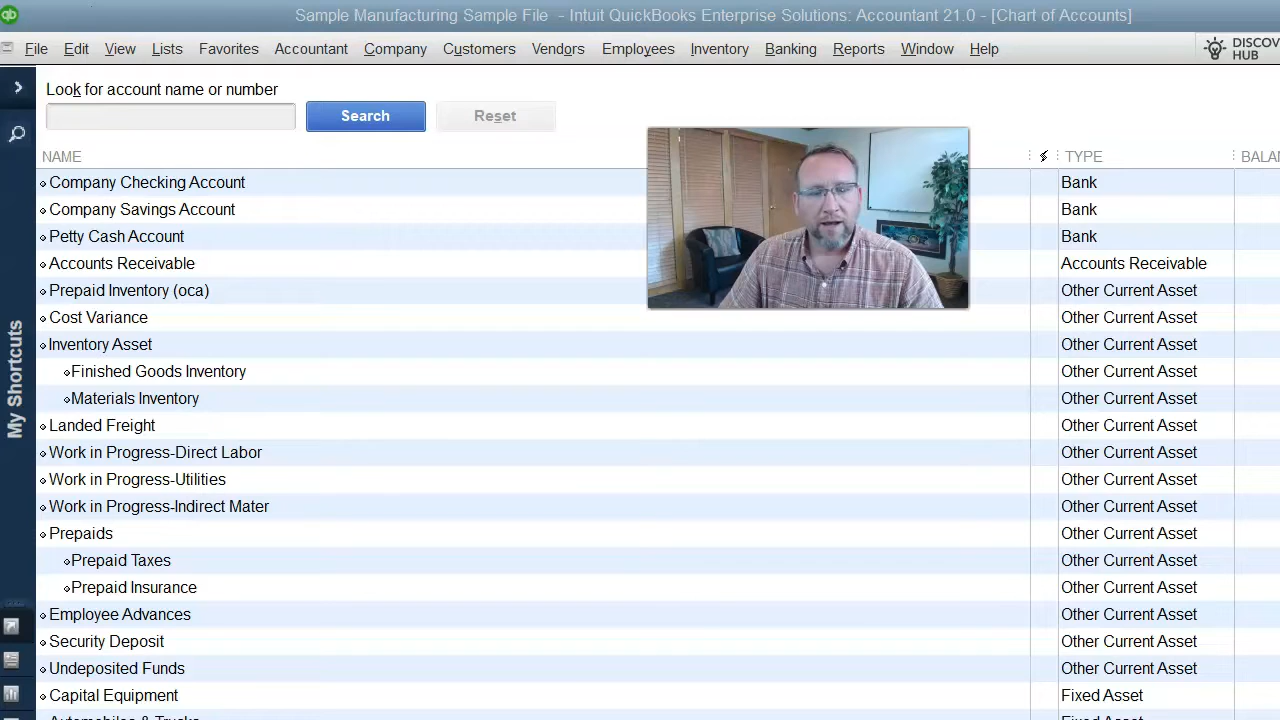 qb
Sample Manufacturing Sample File - Intuit QuickBooks Enterprise Solutions: Accountant 21.0 - [Chart of Accounts]
File Edit View Lists Favorites Accountant Company Customers Vendors Employees Inventory Banking Reports Window Help
DISCOV
HUB
Look for account name or number
Search Reset
NAME TYPE BALAN
Company Checking Account Bank
Company Savings Account Bank
Petty Cash Account Bank
Accounts Receivable Accounts Receivable
Prepaid Inventory (oca) Other Current Asset
Cost Variance Other Current Asset
Inventory Asset Other Current Asset
Finished Goods Inventory Other Current Asset
Materials Inventory Other Current Asset
Landed Freight Other Current Asset
Work in Progress-Direct Labor Other Current Asset
Work in Progress-Utilities Other Current Asset
Work in Progress-Indirect Mater Other Current Asset
Prepaids Other Current Asset
Prepaid Taxes Other Current Asset
Prepaid Insurance Other Current Asset
Employee Advances Other Current Asset
Security Deposit Other Current Asset
Undeposited Funds Other Current Asset
Capital Equipment Fixed Asset
Automobiles & Trucks Fixed Asset
My Shortcuts